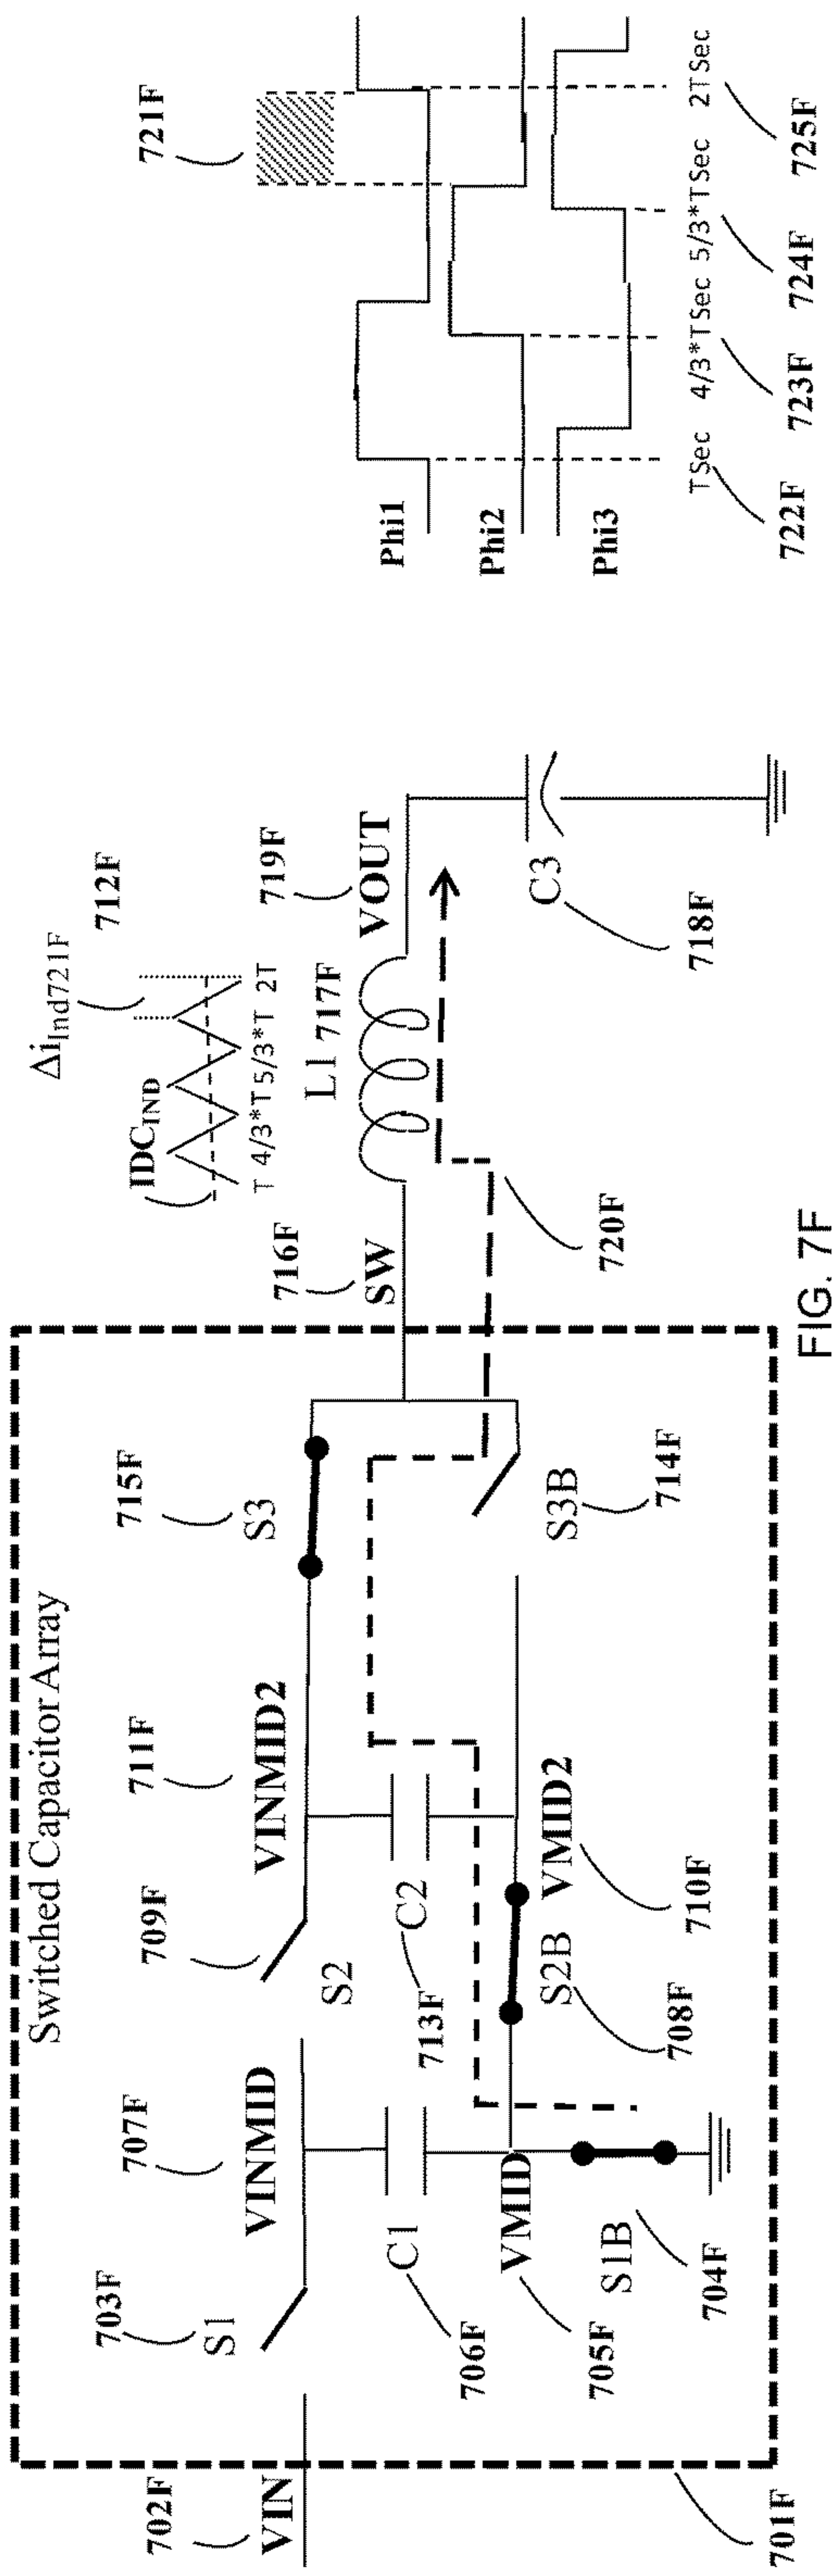 Switched Capacitor Array
702F
VIN
703F
S1
707F
VINMID
709F
S2
711F
VINMID2
715F
S3
C1
706F
C2
713F
VMID
705F
S1B
704F
S2B
708F
VMID2
710F
S3B
714F
701F
716F
SW
720F
IDCIND
ΔiInd721F
712F
T 4/3*T 5/3*T 2T
L1 717F
719F
VOUT
C3
718F
721F
Phi1
Phi2
Phi3
TSec 4/3*TSec 5/3*TSec 2TSec
722F 723F 724F 725F
FIG. 7F